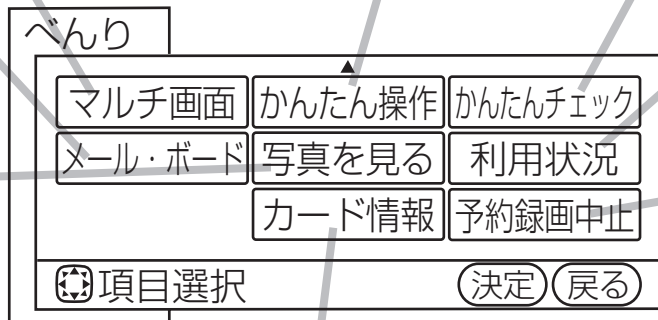 べんり
マルチ画面 かんたん操作 かんたんチェック
メール・ボード 写真を見る 利用状況
カード情報 予約録画中止
項目選択 決定 戻る